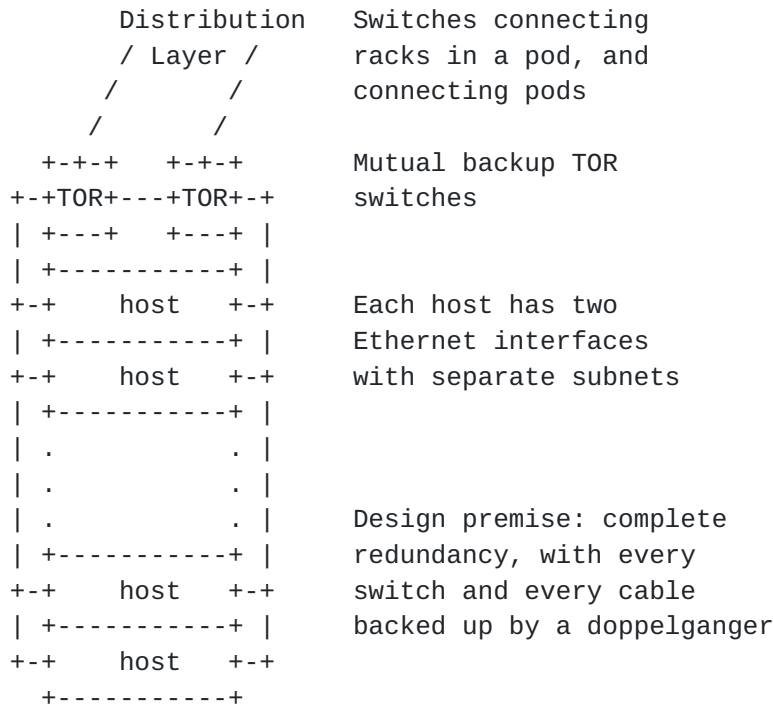 Distribution Switches connecting
/ Layer / racks in a pod, and
/ / connecting pods
/ /
+-+-+ +-+-+ Mutual backup TOR
+-+TOR+---+TOR+-+ switches
| +---+ +---+ |
| +-----------+ |
+-+ host +-+ Each host has two
| +-----------+ | Ethernet interfaces
+-+ host +-+ with separate subnets
| +-----------+ |
| . . |
| . . |
| . . | Design premise: complete
| +-----------+ | redundancy, with every
+-+ host +-+ switch and every cable
| +-----------+ | backed up by a doppelganger
+-+ host +-+
+-----------+